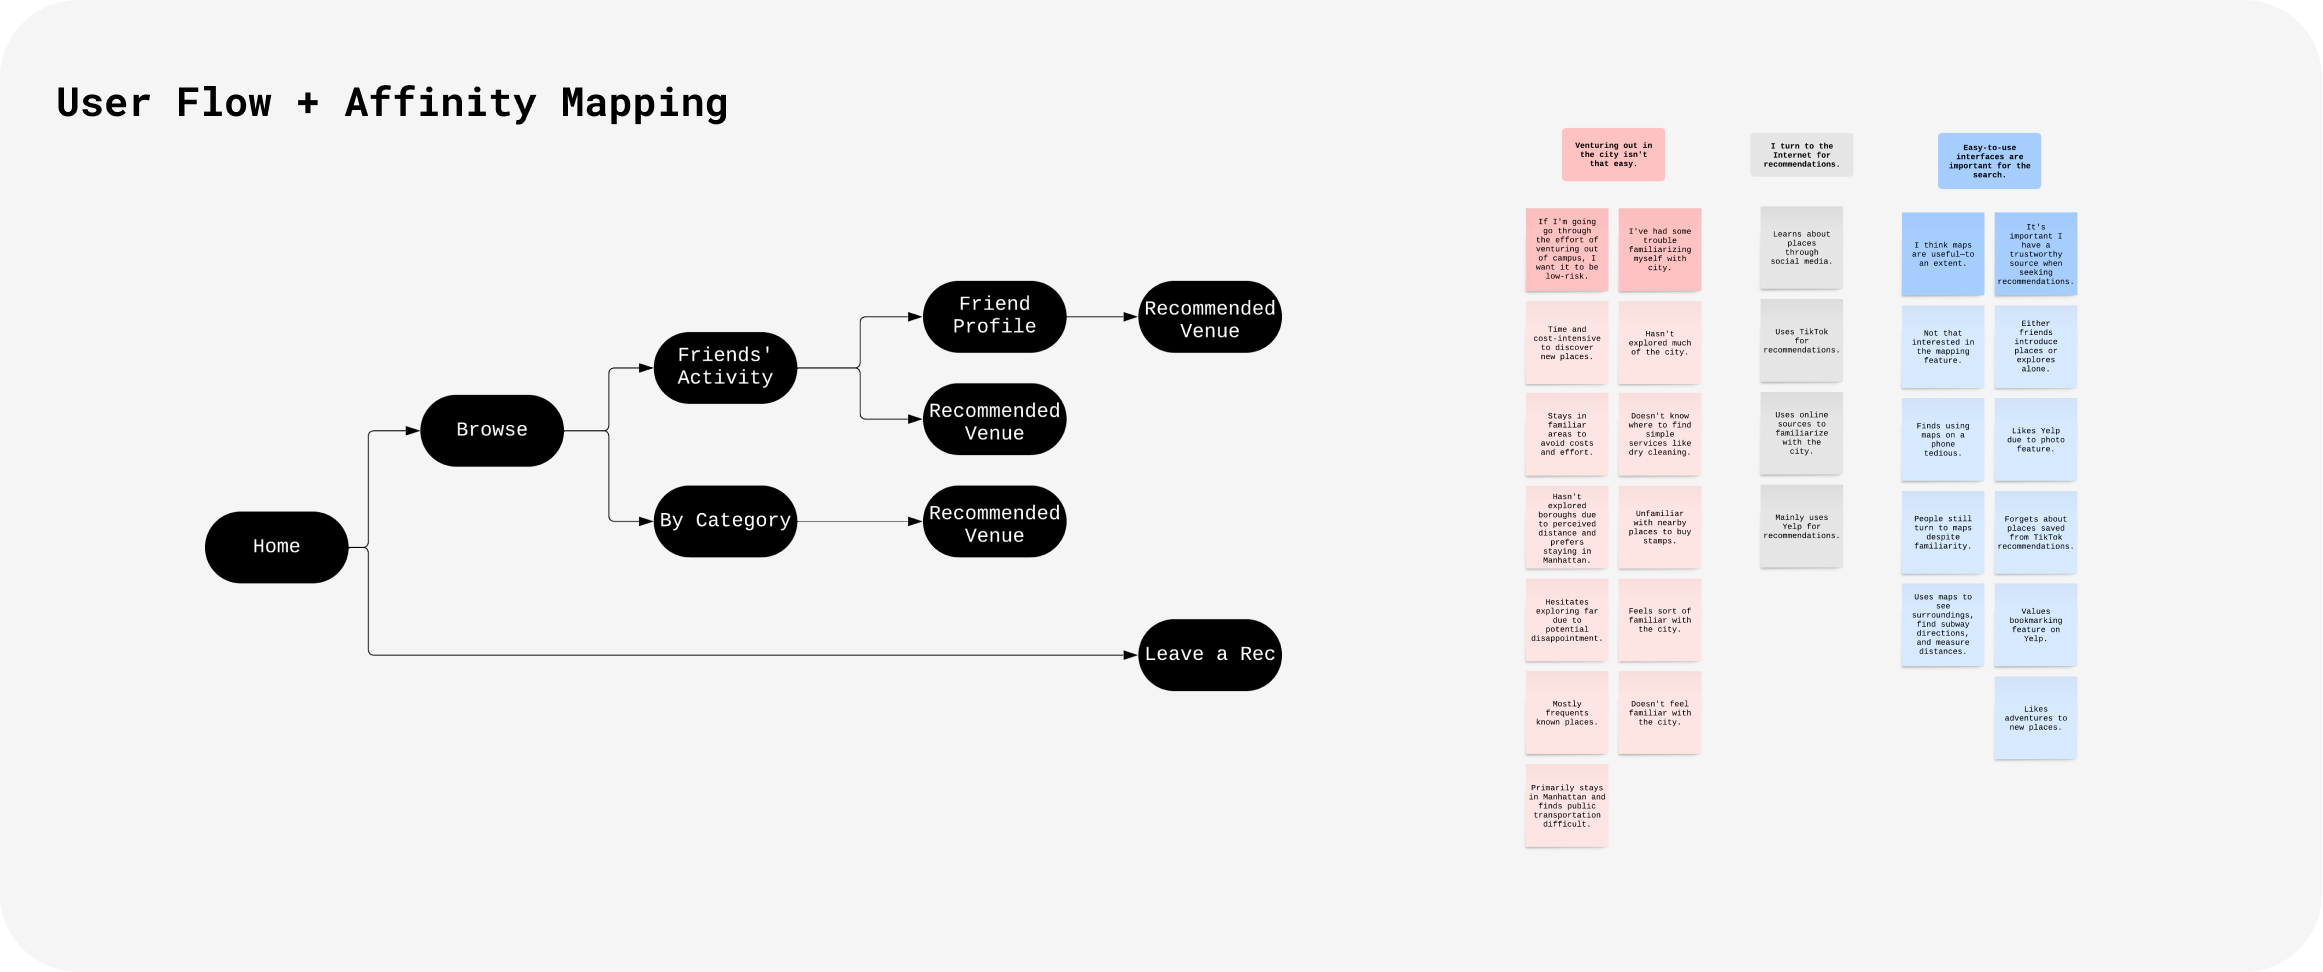 User Flow + Affinity Mapping
Home
Browse
Friends'
Activity
By Category
Friend
Profile
Recommended
Venue
Recommended
Venue
Recommended
Venue
Leave a Rec
Venturing out in
the city isn't
that easy.
If I'm going
go through
the effort of
venturing out
of campus, I
want it to be
low-risk.
Time and
cost-intensive
to discover
new places.
Stays in
familiar
areas to
avoid costs
and effort.
Hasn't
explored
boroughs due
to perceived
distance and
prefers
staying in
Manhattan.
Hesitates
exploring far
due to
potential
disappointment.
Mostly
frequents
known places.
Primarily stays
in Manhattan and
finds public
transportation
difficult.
I've had some
trouble
familiarizing
myself with
city.
Hasn't
explored much
of the city.
Doesn't know
where to find
simple
services like
dry cleaning.
Unfamiliar
with nearby
places to buy
stamps.
Feels sort of
familiar with
the city.
Doesn't feel
familiar with
the city.
I turn to the
Internet for
recommendations.
Learns about
places
through
social media.
Uses TikTok
for
recommendations.
Uses online
sources to
familiarize
with the
city.
Mainly uses
Yelp for
recommendations.
Easy-to-use
interfaces are
important for the
search.
I think maps
are useful—to
an extent.
Not that
interested in
the mapping
feature.
Finds using
maps on a
phone
tedious.
People still
turn to maps
despite
familiarity.
Uses maps to
see
surroundings,
find subway
directions,
and measure
distances.
It's
important I
have a
trustworthy
source when
seeking
recommendations.
Either
friends
introduce
places or
explores
alone.
Likes Yelp
due to photo
feature.
Forgets about
places saved
from TikTok
recommendations.
Values
bookmarking
feature on
Yelp.
Likes
adventures to
new places.